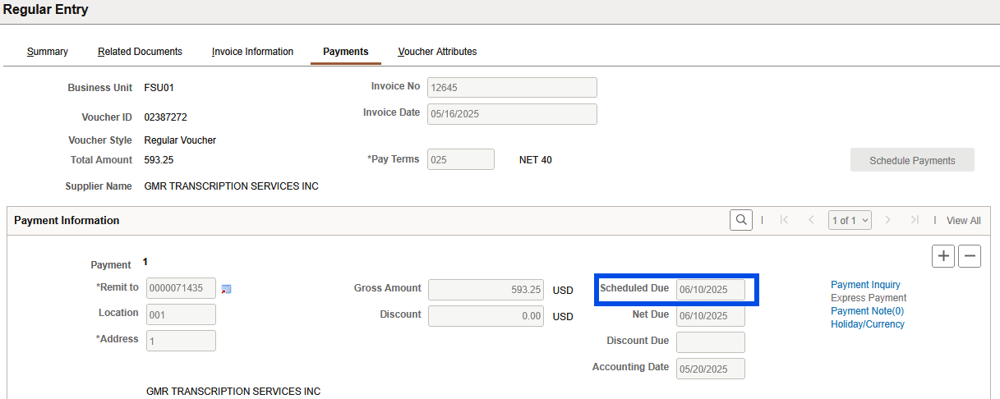 Regular Entry
Summary Related Documents Invoice Information Payments Voucher Attributes
Business Unit FSU01 Invoice No 12645
Voucher ID 02387272 Invoice Date 05/16/2025
Voucher Style Regular Voucher
Total Amount 593.25 *Pay Terms 025 NET 40 Schedule Payments
Supplier Name GMR TRANSCRIPTION SERVICES INC
Payment Information 1 of 1 View All
Payment 1
*Remit to 0000071435 Gross Amount 593.25 USD Scheduled Due 06/10/2025 Payment Inquiry
Express Payment
Location 001 Discount 0.00 USD Net Due 06/10/2025 Payment Note(0)
Holiday/Currency
*Address 1 Discount Due
Accounting Date 05/20/2025
GMR TRANSCRIPTION SERVICES INC